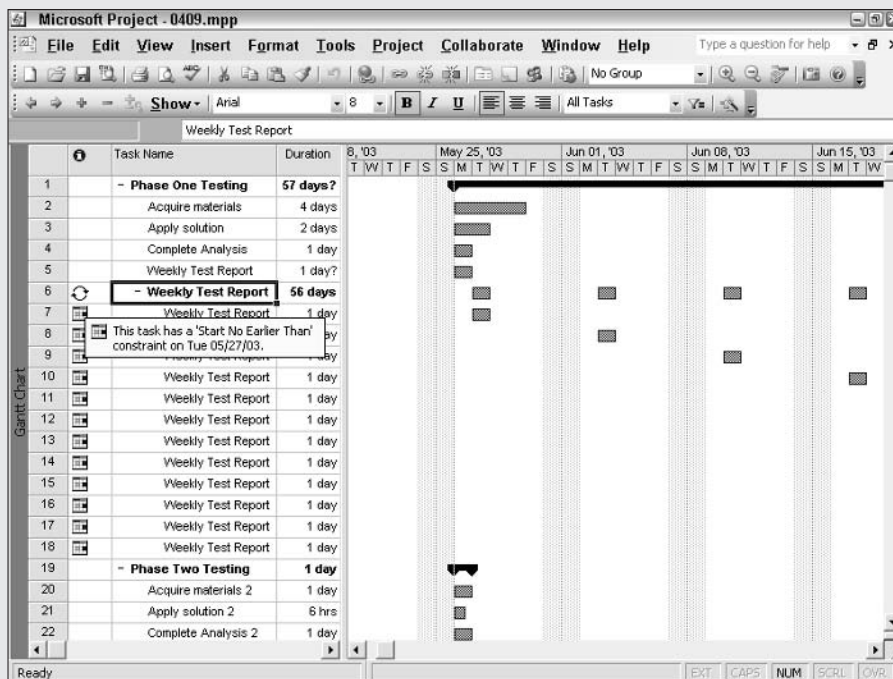 Microsoft Project - 0409.mpp
File Edit View Insert Format Tools Project Collaborate Window Help Type a question for help
No Group
Show Arial 8 B I U All Tasks
Weekly Test Report
Task Name Duration 8, '03 May 25, '03 Jun 01, '03 Jun 08, '03 Jun 15, '03
T W T F S S M T W T F S S M T W T F S S M T W T F S S M T W
1 - Phase One Testing 57 days?
2 Acquire materials 4 days
3 Apply solution 2 days
4 Complete Analysis 1 day
5 Weekly Test Report 1 day?
6 - Weekly Test Report 56 days
7 Weekly Test Report 1 day
8 This task has a 'Start No Earlier Than' ay
constraint on Tue 05/27/03.
9 Weekly Test Report day
10 Weekly Test Report 1 day
11 Weekly Test Report 1 day
12 Weekly Test Report 1 day
13 Weekly Test Report 1 day
14 Weekly Test Report 1 day
15 Weekly Test Report 1 day
16 Weekly Test Report 1 day
17 Weekly Test Report 1 day
18 Weekly Test Report 1 day
19 - Phase Two Testing 1 day
20 Acquire materials 2 1 day
21 Apply solution 2 6 hrs
22 Complete Analysis 2 1 day
Gantt Chart
Ready EXT CAPS NUM SCRL OVR